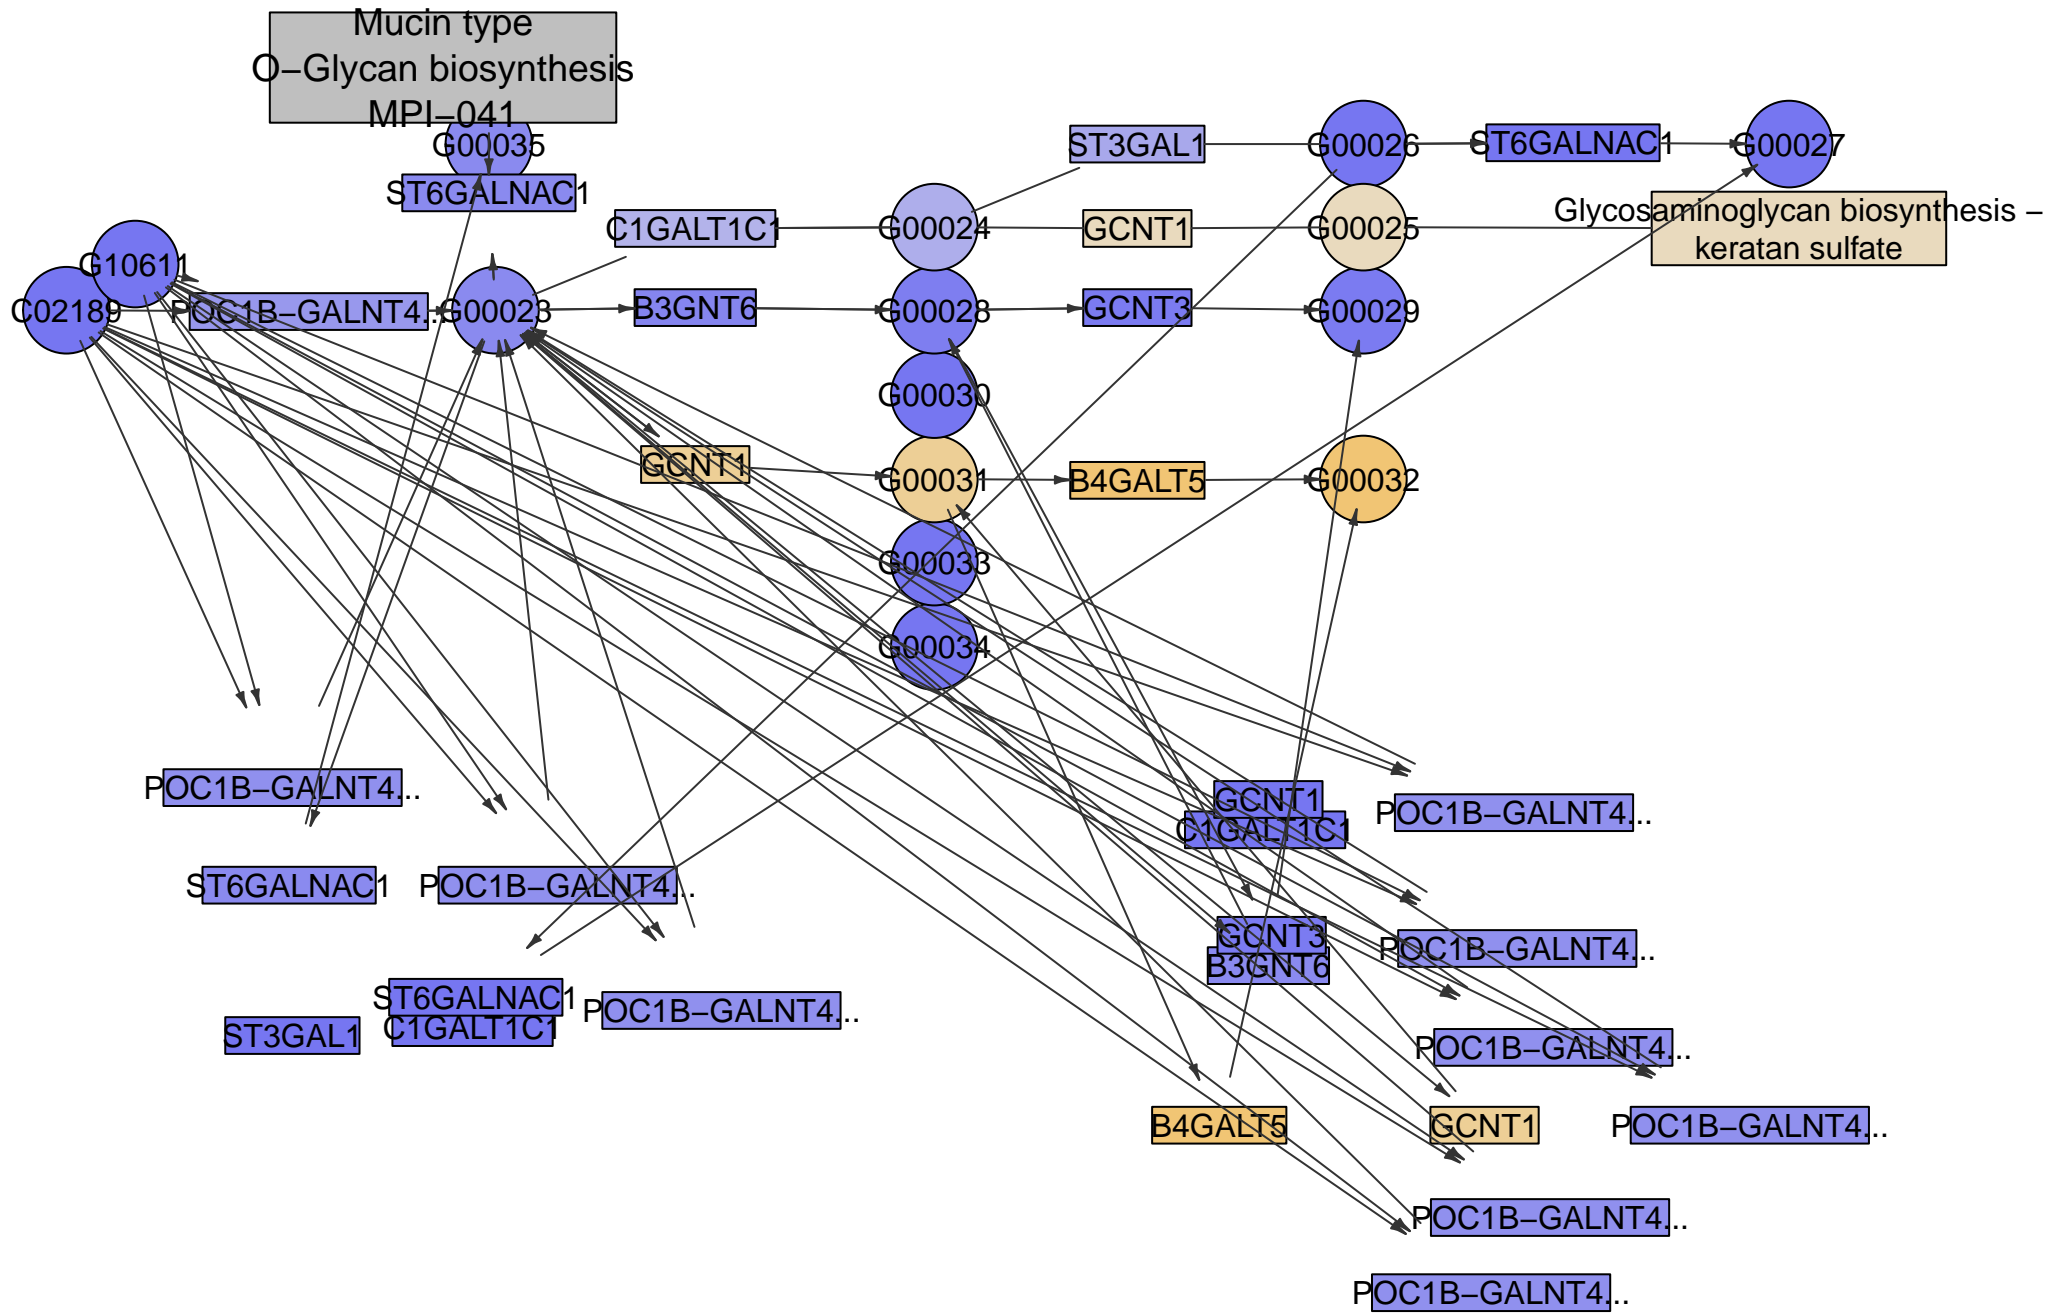 Mucin type
O−Glycan biosynthesis
MPI−041
G00035
ST6GALNAC1
ST3GAL1
G00026
ST6GALNAC1
G00027
C1GALT1C1
G00024
GCNT1
G00025
Glycosaminoglycan biosynthesis −
keratan sulfate
G10611
C02189
POC1B−GALNT4...
G00023
B3GNT6
G00028
GCNT3
G00029
G00030
GCNT1
G00031
B4GALT5
G00032
G00033
G00034
POC1B−GALNT4...
GCNT1
C1GALT1C1
POC1B−GALNT4...
ST6GALNAC1
POC1B−GALNT4...
GCNT3
B3GNT6
POC1B−GALNT4...
ST6GALNAC1
C1GALT1C1
ST3GAL1
POC1B−GALNT4...
POC1B−GALNT4...
B4GALT5
GCNT1
POC1B−GALNT4...
POC1B−GALNT4...
POC1B−GALNT4...